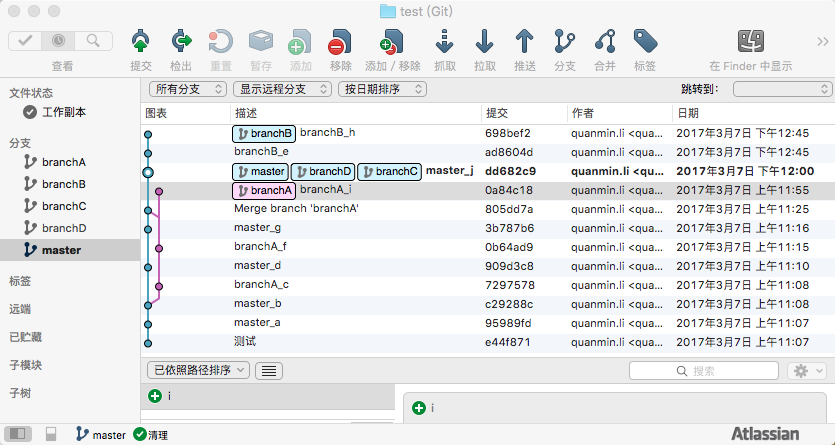 test (Git)
查看 提交 检出 重置 暂存 添加 移除 添加 / 移除 抓取 拉取 推送 分支 合并 标签 在 Finder 中显示
文件状态
工作副本
分支
branchA
branchB
branchC
branchD
master
标签
远端
已贮藏
子模块
子树
所有分支 显示远程分支 按日期排序 跳转到:
图表 描述 提交 作者 日期
branchB branchB_h 698bef2 quanmin.li <qua... 2017年3月7日 下午12:45
branchB_e ad8604d quanmin.li <qua... 2017年3月7日 下午12:45
master branchD branchC master_j dd682c9 quanmin.li <qua... 2017年3月7日 下午12:00
branchA branchA_i 0a84c18 quanmin.li <qua... 2017年3月7日 上午11:55
Merge branch 'branchA' 805dd7a quanmin.li <qua... 2017年3月7日 上午11:25
master_g 3b787b6 quanmin.li <qua... 2017年3月7日 上午11:16
branchA_f 0b64ad9 quanmin.li <qua... 2017年3月7日 上午11:15
master_d 909d3c8 quanmin.li <qua... 2017年3月7日 上午11:10
branchA_c 7297578 quanmin.li <qua... 2017年3月7日 上午11:08
master_b c29288c quanmin.li <qua... 2017年3月7日 上午11:08
master_a 95989fd quanmin.li <qua... 2017年3月7日 上午11:07
测试 e44f871 quanmin.li <qua... 2017年3月7日 上午11:07
已依照路径排序 搜索
i
i
master 清理 Atlassian